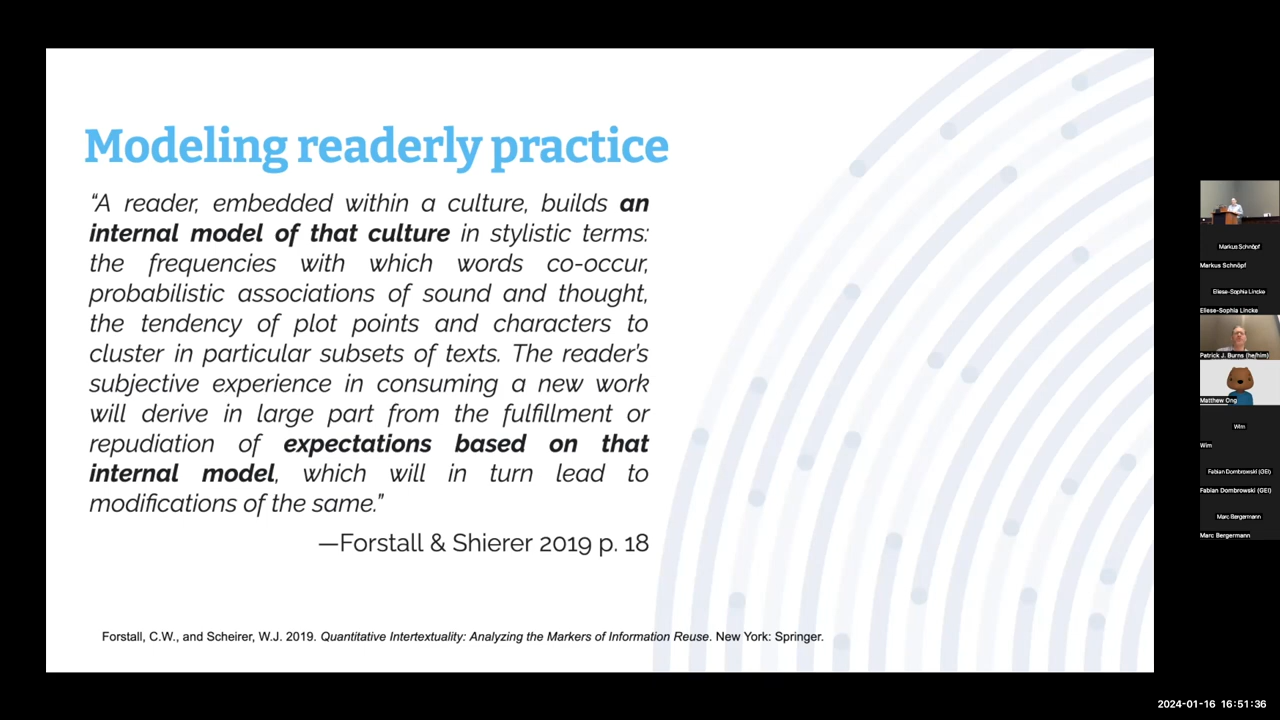 Modeling readerly practice
“A reader, embedded within a culture, builds an
internal model of that culture in stylistic terms:
the frequencies with which words co-occur,
probabilistic associations of sound and thought,
the tendency of plot points and characters to
cluster in particular subsets of texts. The reader’s
subjective experience in consuming a new work
will derive in large part from the fulfillment or
repudiation of expectations based on that
internal model, which will in turn lead to
modifications of the same.”
—Forstall & Shierer 2019 p. 18
Forstall, C.W., and Scheirer, W.J. 2019. Quantitative Intertextuality: Analyzing the Markers of Information Reuse. New York: Springer.
Markus Schnöpf
Markus Schnöpf
Eliese-Sophia Lincke
Eliese-Sophia Lincke
Patrick J. Burns (he/him)
Matthew Ong
Wim
Wim
Fabian Dombrowski (GEI)
Fabian Dombrowski (GEI)
Marc Bergermann
Marc Bergermann
2024-01-16 16:51:36